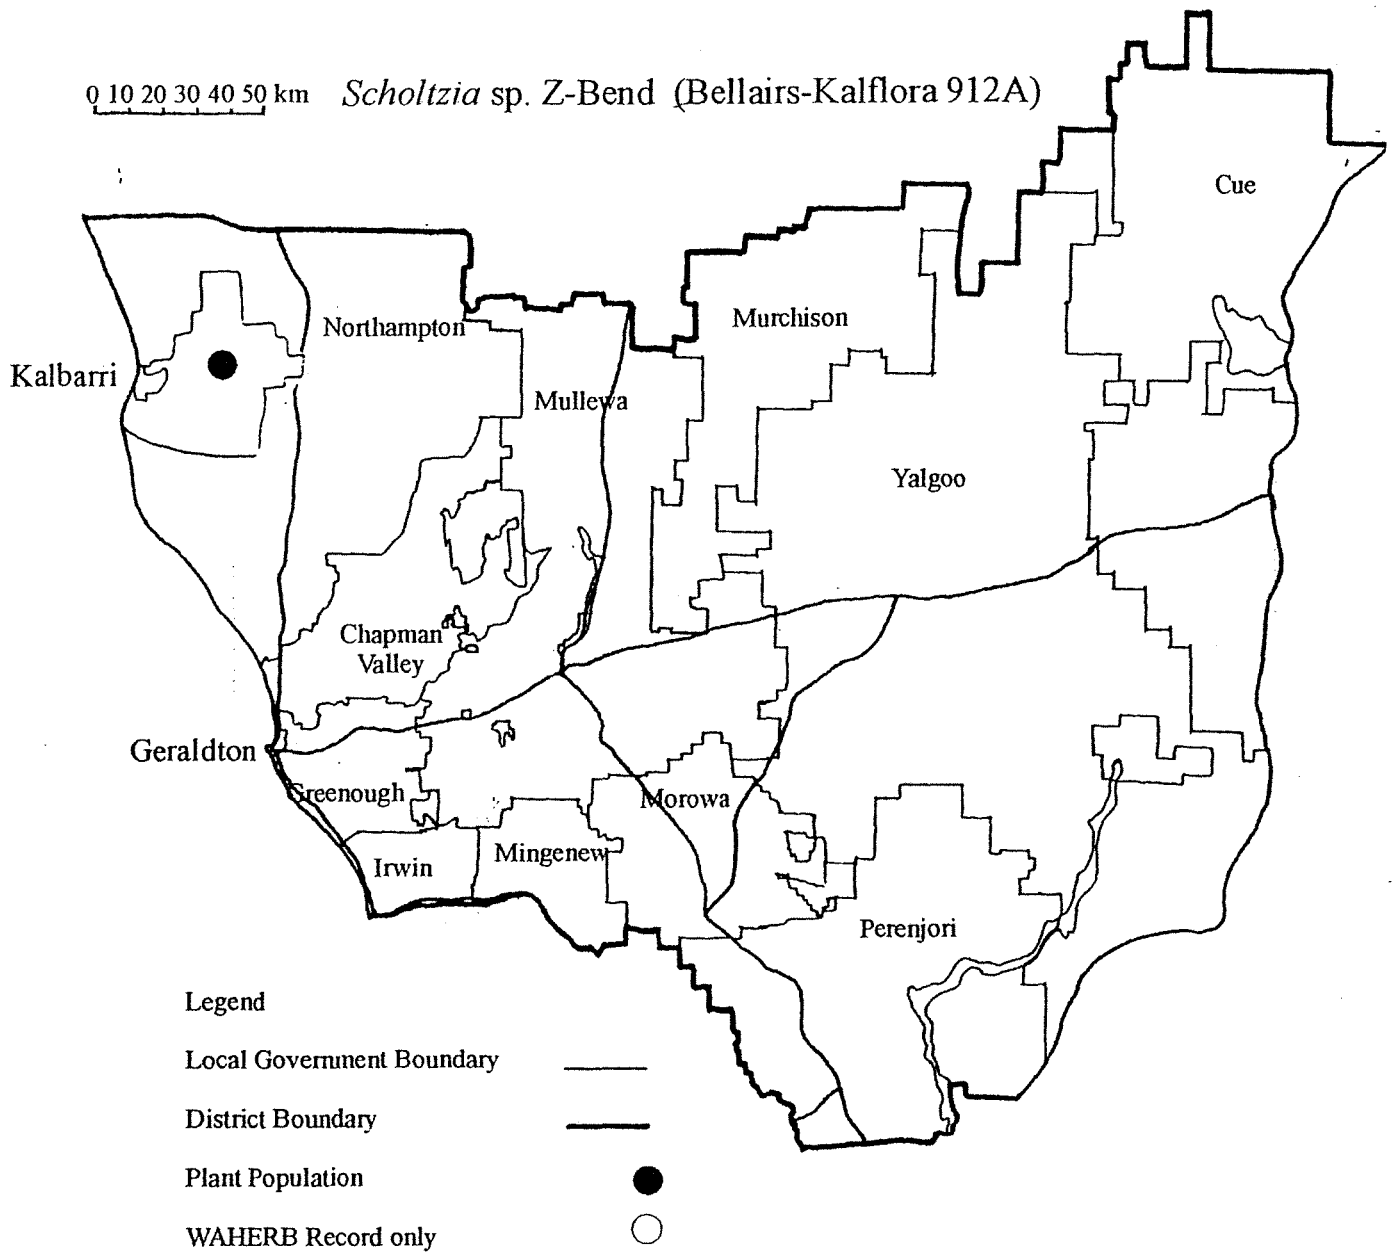 0 10 20 30 40 50 km Scholtzia sp. Z-Bend (Bellairs-Kalflora 912A)
Cue
Murchison
Northampton
Kalbarri
Mullewa
Yalgoo
Chapman
Valley
Geraldton
Greenough
Morowa
Mingenew
Irwin
Perenjori
Legend
Local Government Boundary
District Boundary
Plant Population
WAHERB Record only